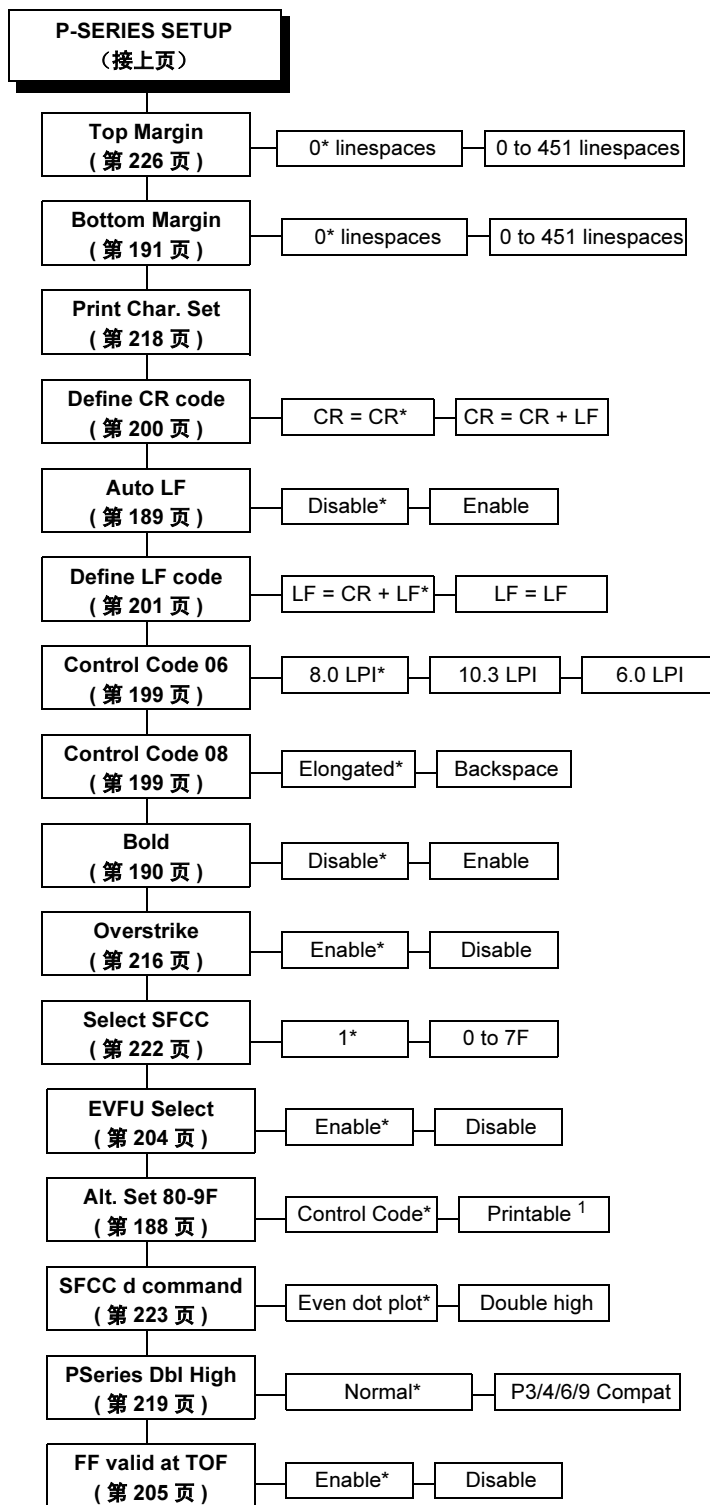 P-SERIES SETUP
（接上页）
Top Margin
( 第 226 页 )
0* linespaces
0 to 451 linespaces
Bottom Margin
( 第 191 页 )
0* linespaces
0 to 451 linespaces
Print Char. Set
( 第 218 页 )
Define CR code
( 第 200 页 )
CR = CR*
CR = CR + LF
Auto LF
( 第 189 页 )
Disable*
Enable
Define LF code
( 第 201 页 )
LF = CR + LF*
LF = LF
Control Code 06
( 第 199 页 )
8.0 LPI*
10.3 LPI
6.0 LPI
Control Code 08
( 第 199 页 )
Elongated*
Backspace
Bold
( 第 190 页 )
Disable*
Enable
Overstrike
( 第 216 页 )
Enable*
Disable
Select SFCC
( 第 222 页 )
1*
0 to 7F
EVFU Select
( 第 204 页 )
Enable*
Disable
Alt. Set 80-9F
( 第 188 页 )
Control Code*
Printable 1
SFCC d command
( 第 223 页 )
Even dot plot*
Double high
PSeries Dbl High
( 第 219 页 )
Normal*
P3/4/6/9 Compat
FF valid at TOF
( 第 205 页 )
Enable*
Disable